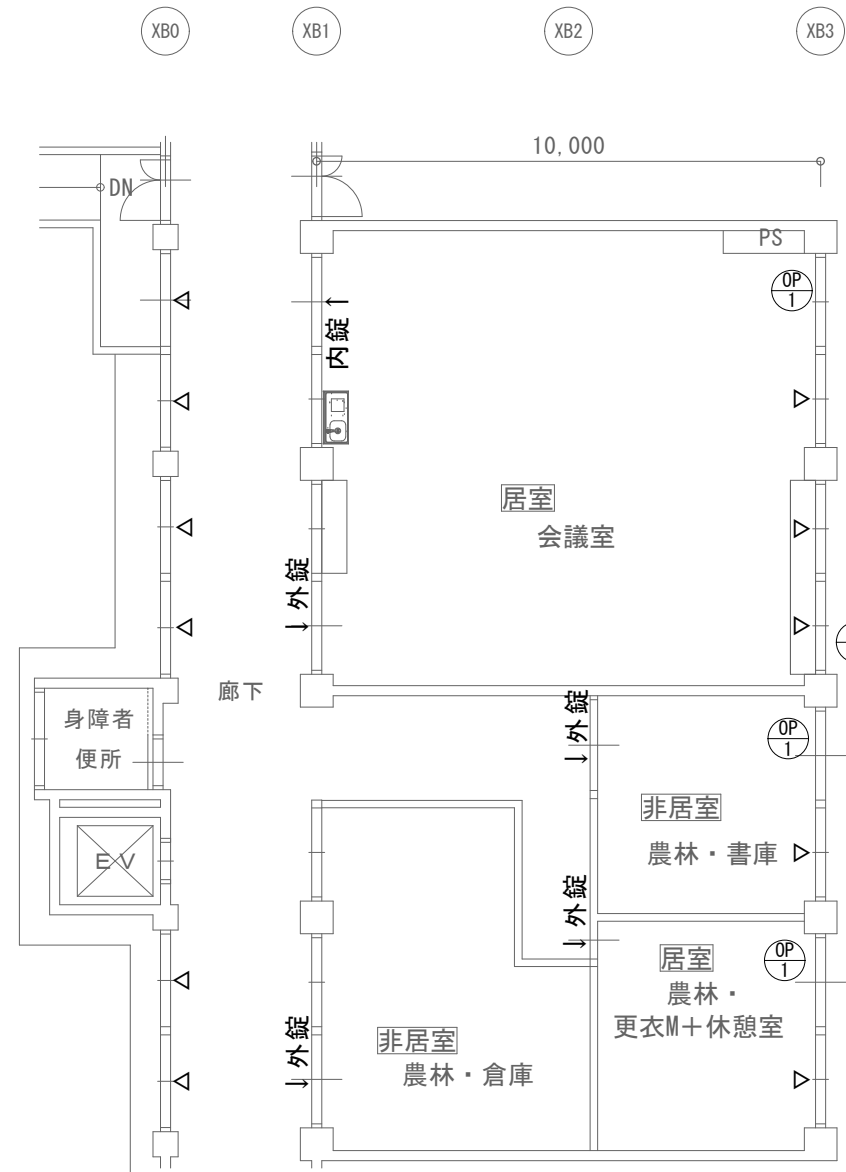 XB0
XB1
XB2
XB3
10,000
DN
PS
OP
1
内錠
居室
会議室
外錠
廊下
身障者
便所
外錠
OP
1
非居室
農林・書庫
EV
外錠
居室
OP
1
農林・
更衣M＋休憩室
外錠
非居室
農林・倉庫